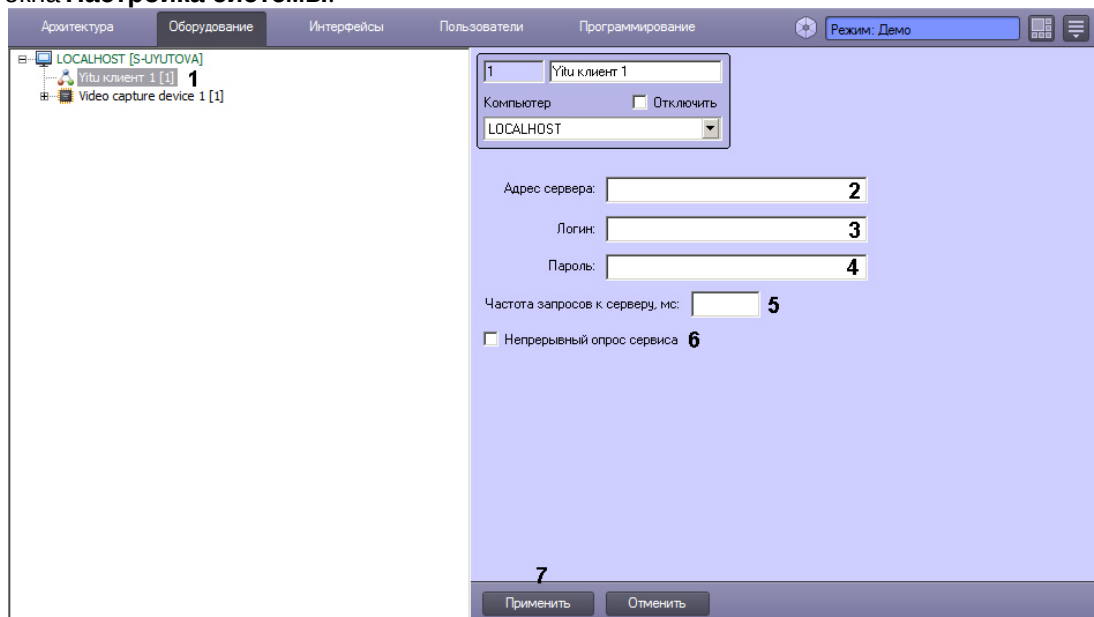 окна Настройка системы.
Архитектура Оборудование Интерфейсы Пользователи Программирование Режим: Демо
LOCALHOST [S-UYUTOVA]
Yitu клиент 1 [1] 1
Video capture device 1 [1]
1 Yitu клиент 1
Компьютер Отключить
LOCALHOST
Адрес сервера: 2
Логин: 3
Пароль: 4
Частота запросов к серверу, мс: 5
Непрерывный опрос сервиса 6
7
Применить Отменить